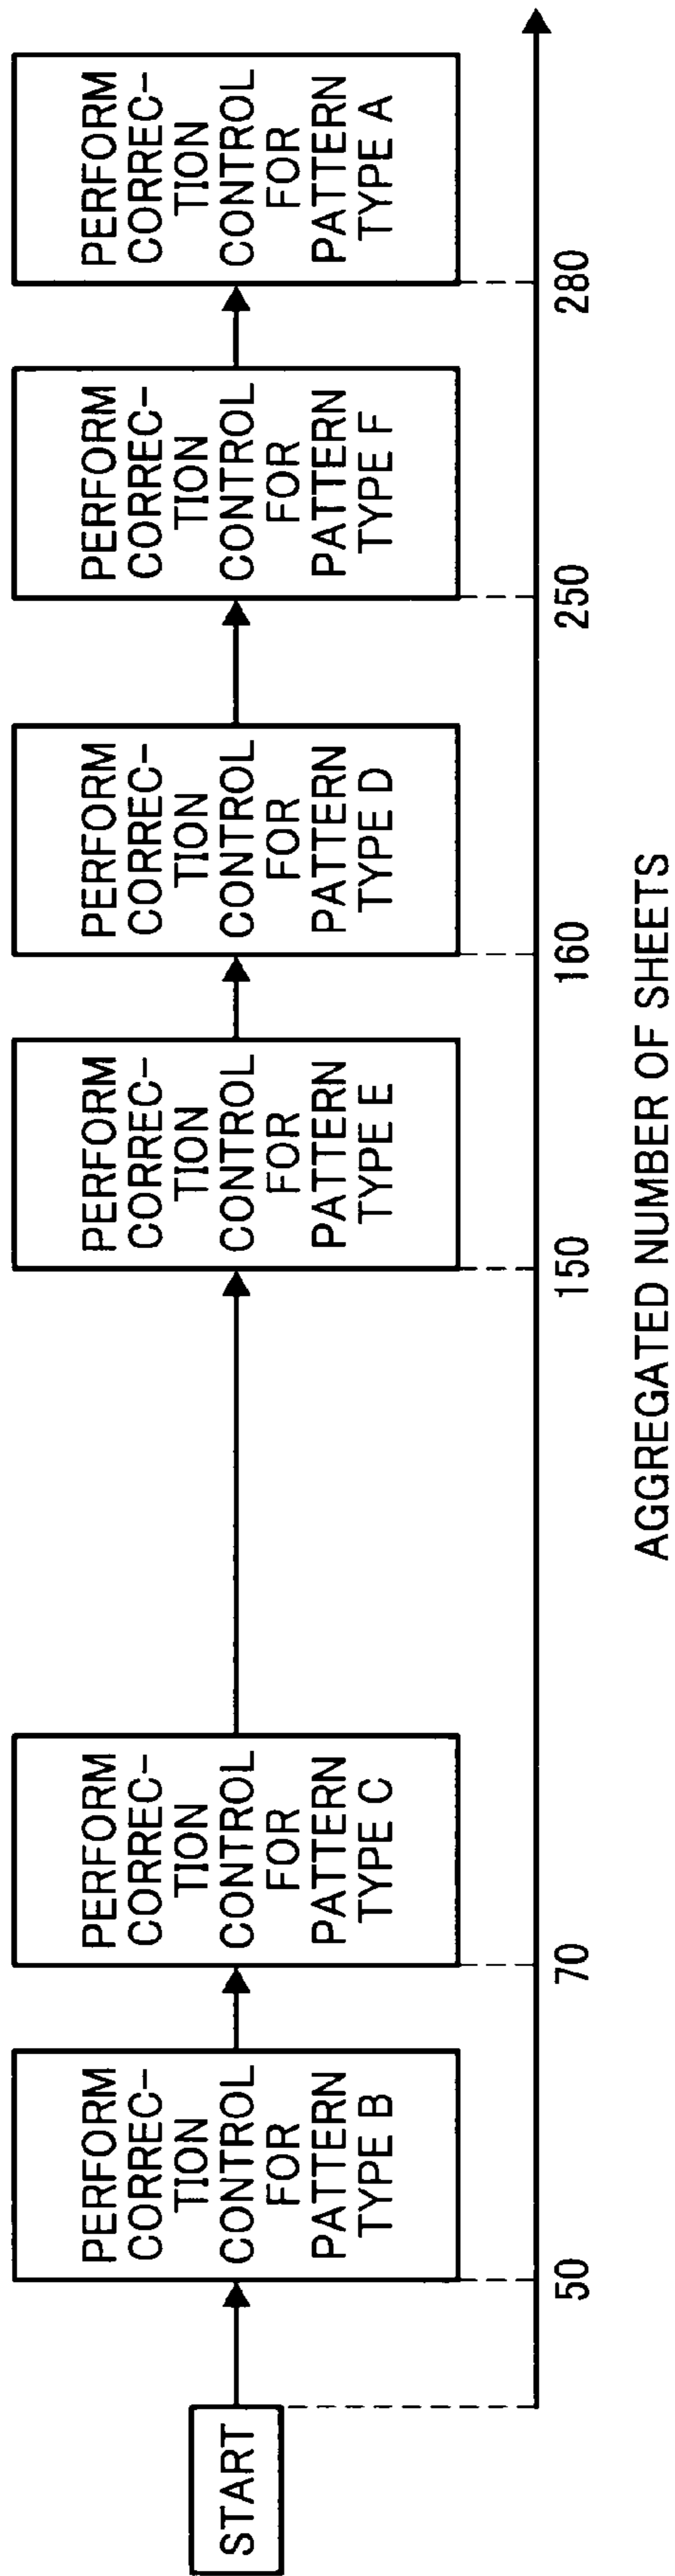 START
PERFORM
CORREC-
TION
CONTROL
FOR
PATTERN
TYPE B
PERFORM
CORREC-
TION
CONTROL
FOR
PATTERN
TYPE C
PERFORM
CORREC-
TION
CONTROL
FOR
PATTERN
TYPE E
PERFORM
CORREC-
TION
CONTROL
FOR
PATTERN
TYPE D
PERFORM
CORREC-
TION
CONTROL
FOR
PATTERN
TYPE F
PERFORM
CORREC-
TION
CONTROL
FOR
PATTERN
TYPE A
50
70
150
160
250
280
AGGREGATED NUMBER OF SHEETS